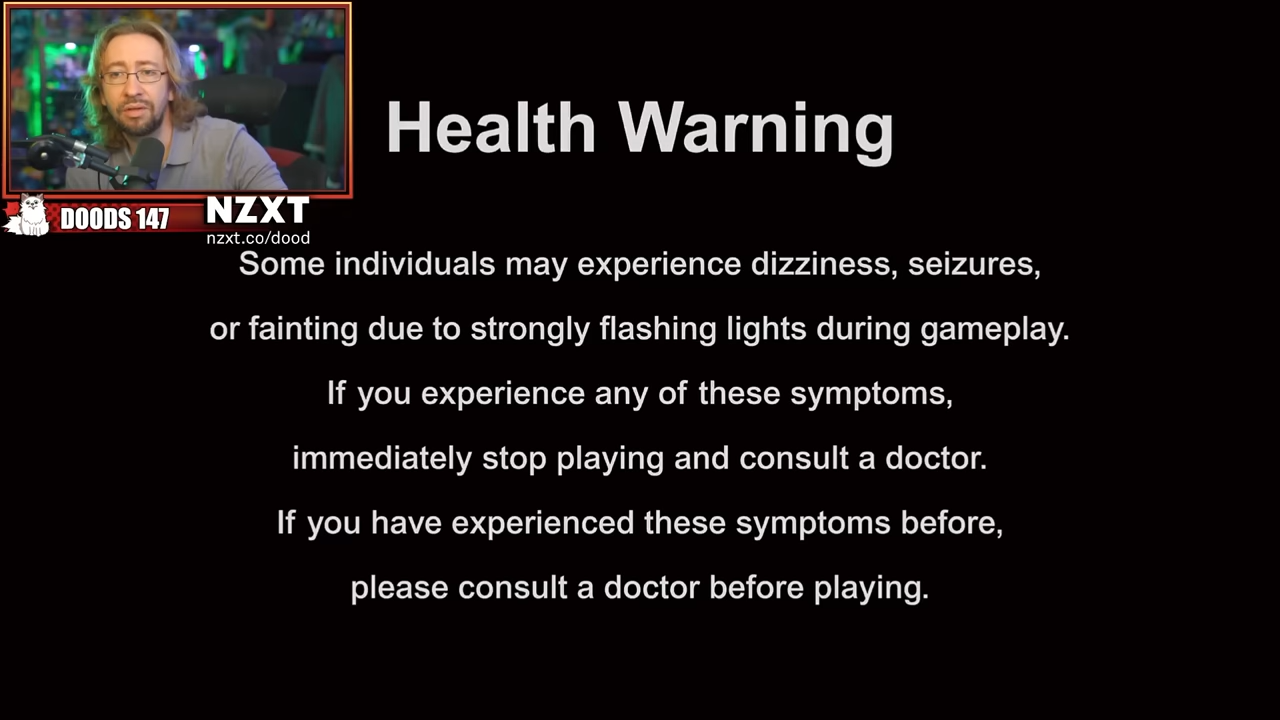 Health Warning
DOODS 147
NZXT
nzxt.co/dood
Some individuals may experience dizziness, seizures,
or fainting due to strongly flashing lights during gameplay.
If you experience any of these symptoms,
immediately stop playing and consult a doctor.
If you have experienced these symptoms before,
please consult a doctor before playing.